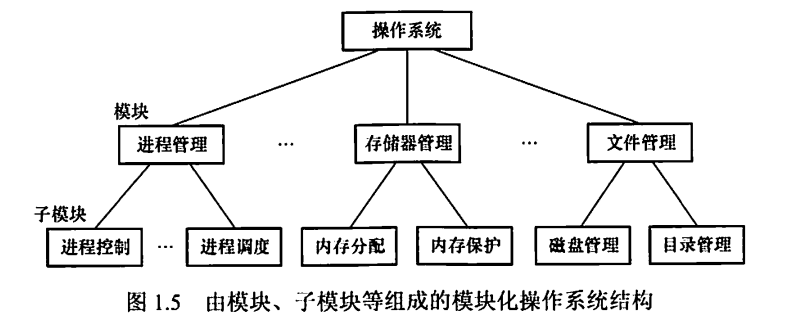 操作系统
模块
进程管理 … 存储器管理 … 文件管理
子模块
进程控制 … 进程调度 内存分配 内存保护 磁盘管理 目录管理
图 1.5 由模块、子模块等组成的模块化操作系统结构